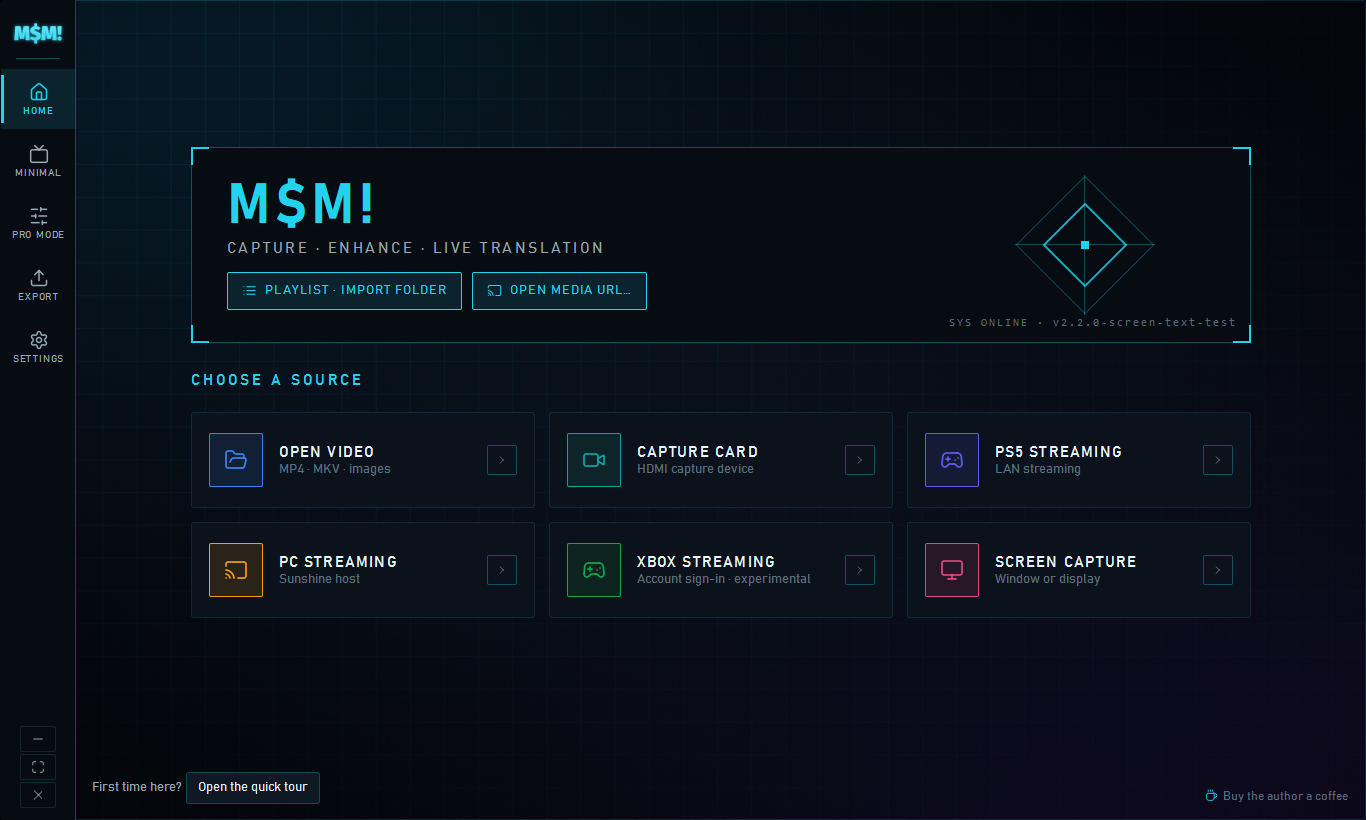 M$M!
HOME
MINIMAL
PRO MODE
EXPORT
SETTINGS
M$M!
CAPTURE · ENHANCE · LIVE TRANSLATION
PLAYLIST · IMPORT FOLDER
OPEN MEDIA URL…
SYS ONLINE · v2.2.0-screen-text-test
CHOOSE A SOURCE
OPEN VIDEO
MP4 · MKV · images
CAPTURE CARD
HDMI capture device
PS5 STREAMING
LAN streaming
PC STREAMING
Sunshine host
XBOX STREAMING
Account sign-in · experimental
SCREEN CAPTURE
Window or display
First time here?
Open the quick tour
Buy the author a coffee